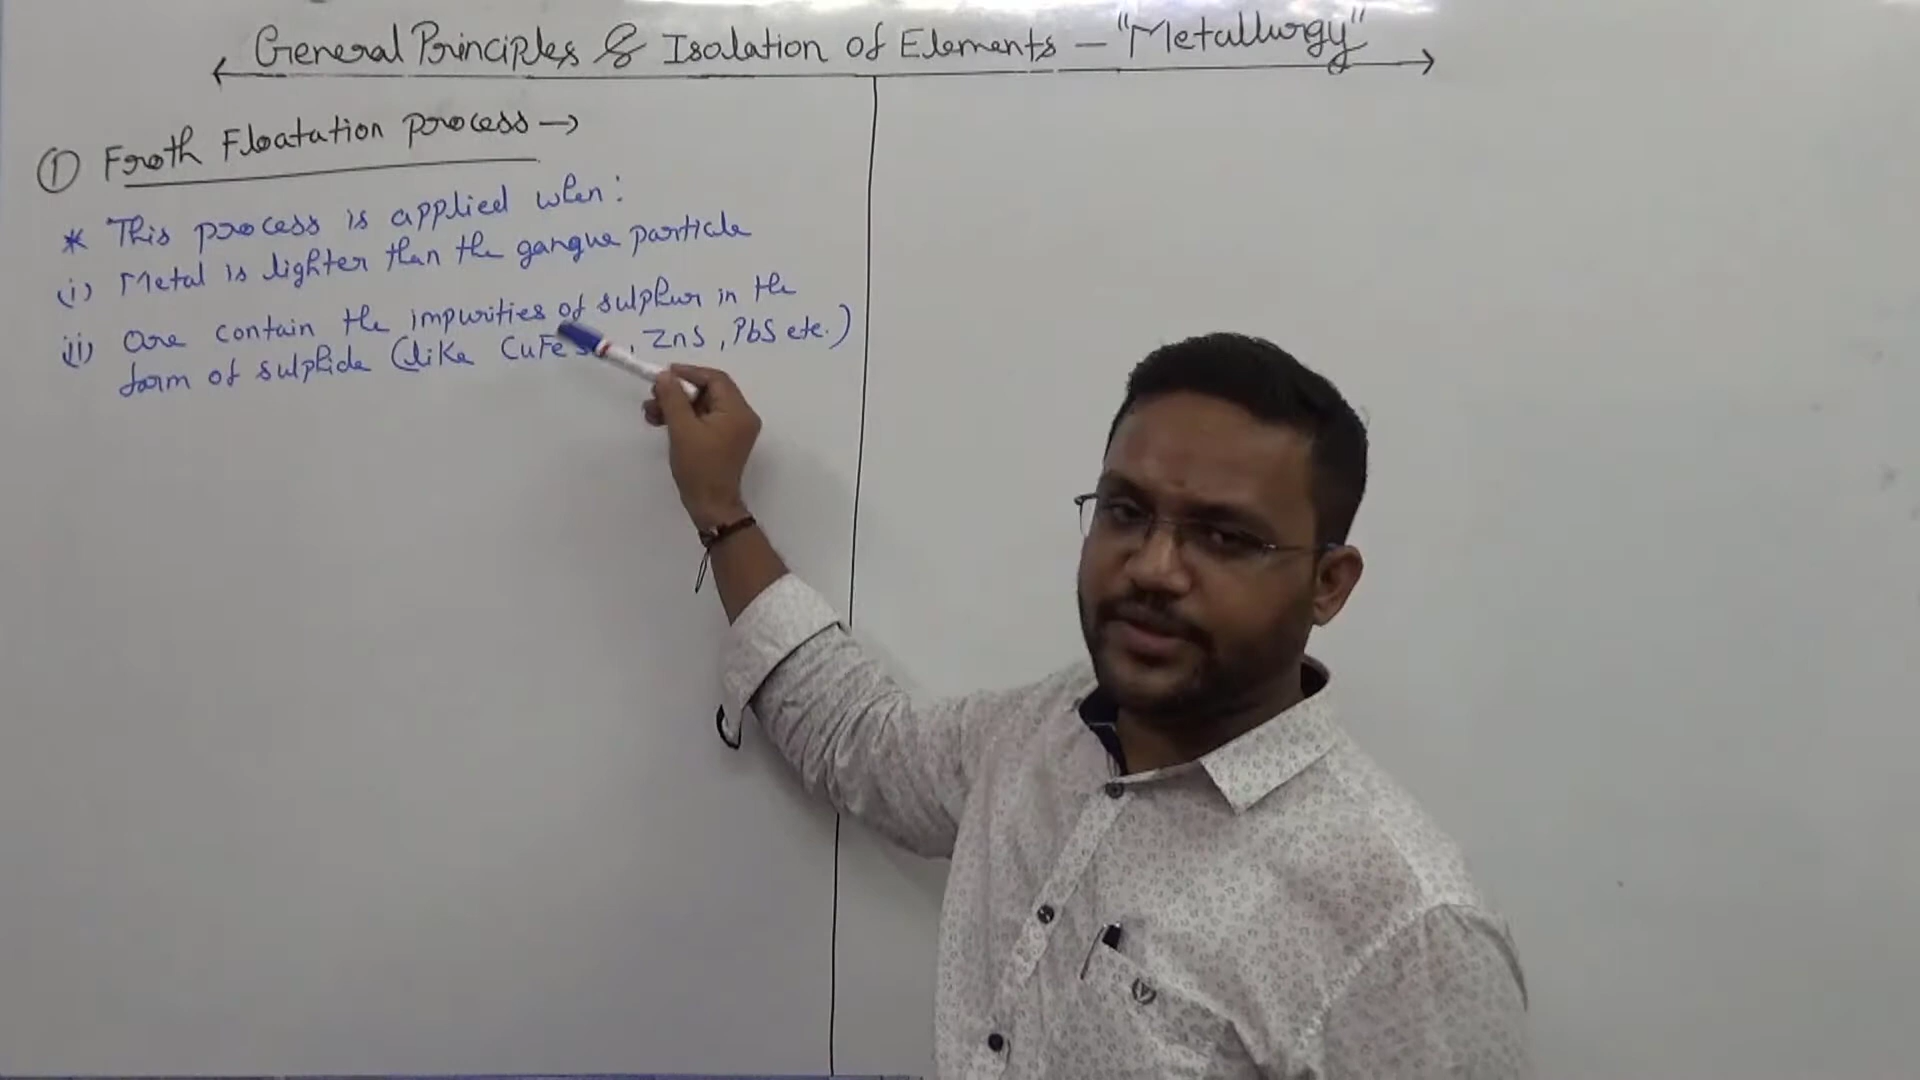 General Principles & Isolation of Elements — "Metallurgy"
① Froth Floatation process →
* This process is applied when:
(i) Metal is lighter than the gangue particle
(ii) Ore contain the impurities of sulphur in the
form of sulphide (like CuFeS , ZnS, PbS etc.)